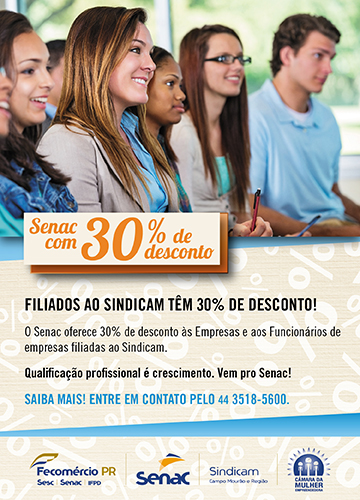 Senac
com 30% de
desconto
FILIADOS AO SINDICAM TÊM 30% DE DESCONTO!
O Senac oferece 30% de desconto às Empresas e aos Funcionários de
empresas filiadas ao Sindicam.
Qualificação profissional é crescimento. Vem pro Senac!
SAIBA MAIS! ENTRE EM CONTATO PELO 44 3518-5600.
Fecomércio PR
Sesc | Senac | IFPD
Senac
Sindicam
Campo Mourão e Região
CÂMARA DA
MULHER
EMPREENDEDORA